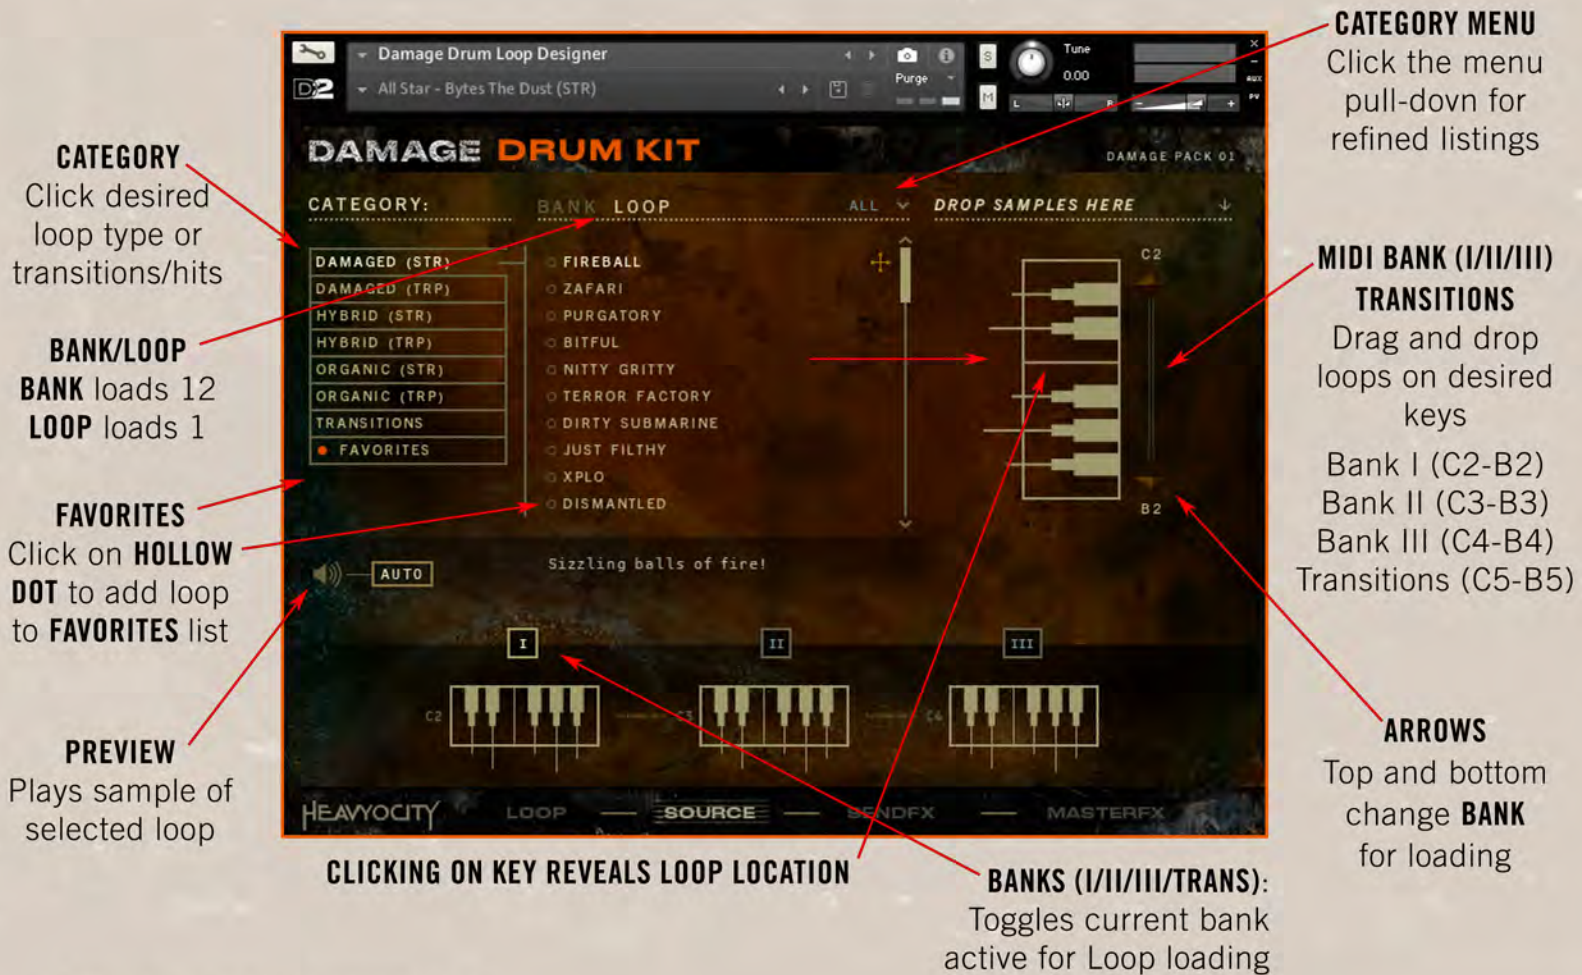 CATEGORY MENU
Click the menu
pull-dovn for
refined listings
Damage Drum Loop Designer
All Star - Bytes The Dust (STR)
Purge
S
M
Tune
0.00
L
R
AUX
PV
D2
DAMAGE DRUM KIT
DAMAGE PACK 01
CATEGORY
Click desired
loop type or
transitions/hits
CATEGORY:
BANK LOOP
ALL
DROP SAMPLES HERE
DAMAGED (STR)
DAMAGED (TRP)
HYBRID (STR)
HYBRID (TRP)
ORGANIC (STR)
ORGANIC (TRP)
TRANSITIONS
FAVORITES
FIREBALL
ZAFARI
PURGATORY
BITFUL
NITTY GRITTY
TERROR FACTORY
DIRTY SUBMARINE
JUST FILTHY
XPLO
DISMANTLED
C2
B2
MIDI BANK (I/II/III)
TRANSITIONS
Drag and drop
loops on desired
keys
Bank I (C2-B2)
Bank II (C3-B3)
Bank III (C4-B4)
Transitions (C5-B5)
BANK/LOOP
BANK loads 12
LOOP loads 1
FAVORITES
Click on HOLLOW
DOT to add loop
to FAVORITES list
AUTO
Sizzling balls of fire!
I
II
III
C2
C3
C4
PREVIEW
Plays sample of
selected loop
ARROWS
Top and bottom
change BANK
for loading
HEAVYOCITY
LOOP
SOURCE
SENDFX
MASTERFX
CLICKING ON KEY REVEALS LOOP LOCATION
BANKS (I/II/III/TRANS):
Toggles current bank
active for Loop loading